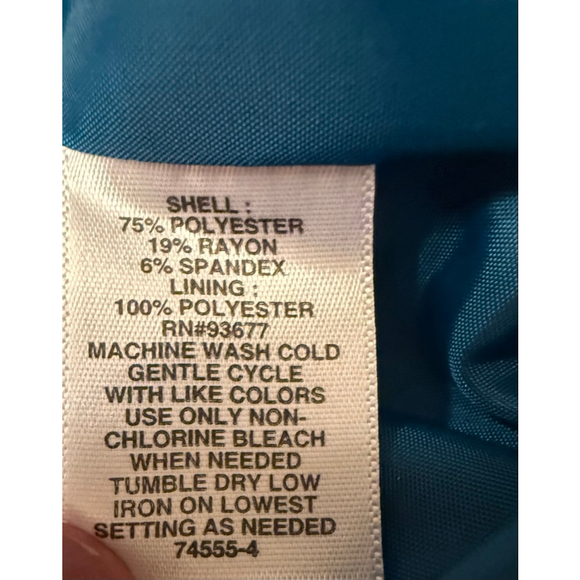 SHELL :
75% POLYESTER
19% RAYON
6% SPANDEX
LINING :
100% POLYESTER
RN#93677
MACHINE WASH COLD
GENTLE CYCLE
WITH LIKE COLORS
USE ONLY NON-
CHLORINE BLEACH
WHEN NEEDED
TUMBLE DRY LOW
IRON ON LOWEST
SETTING AS NEEDED
74555-4